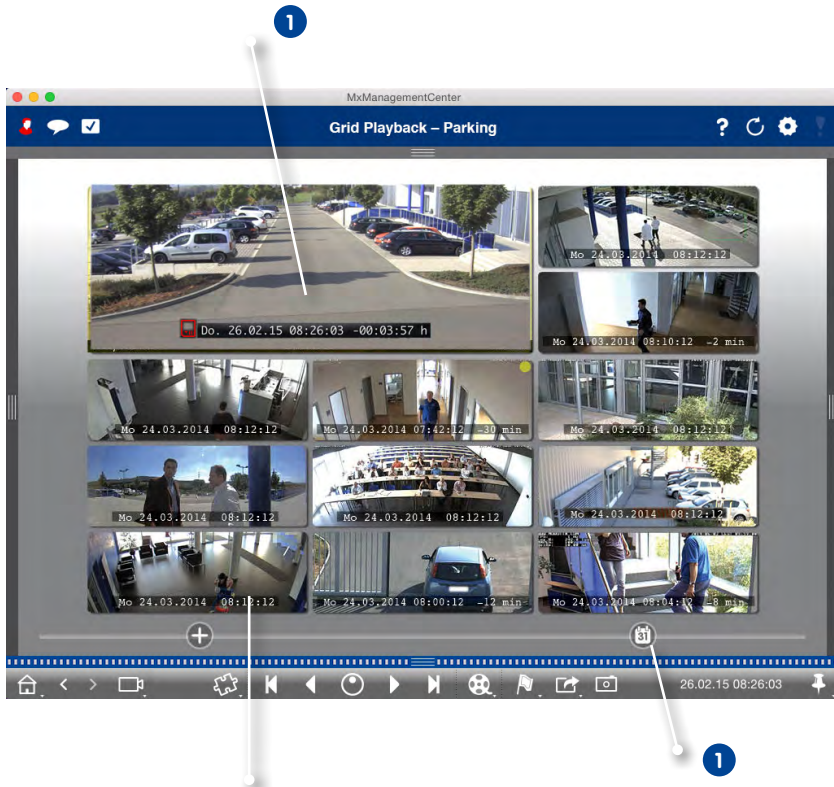 1
MxManagementCenter
Grid Playback – Parking
?
Mo 24.03.2014 08:12:12
Do. 26.02.15 08:26:03 -00:03:57 h
Mo 24.03.2014 08:10:12 -2 min
Mo 24.03.2014 08:12:12
Mo 24.03.2014 07:42:12 -30 min
Mo 24.03.2014 08:12:12
Mo 24.03.2014 08:12:12
Mo 24.03.2014 08:12:12
Mo 24.03.2014 08:12:12
Mo 24.03.2014 08:12:12
Mo 24.03.2014 08:00:12 -12 min
Mo 24.03.2014 08:04:12 -8 min
31
26.02.15 08:26:03
1